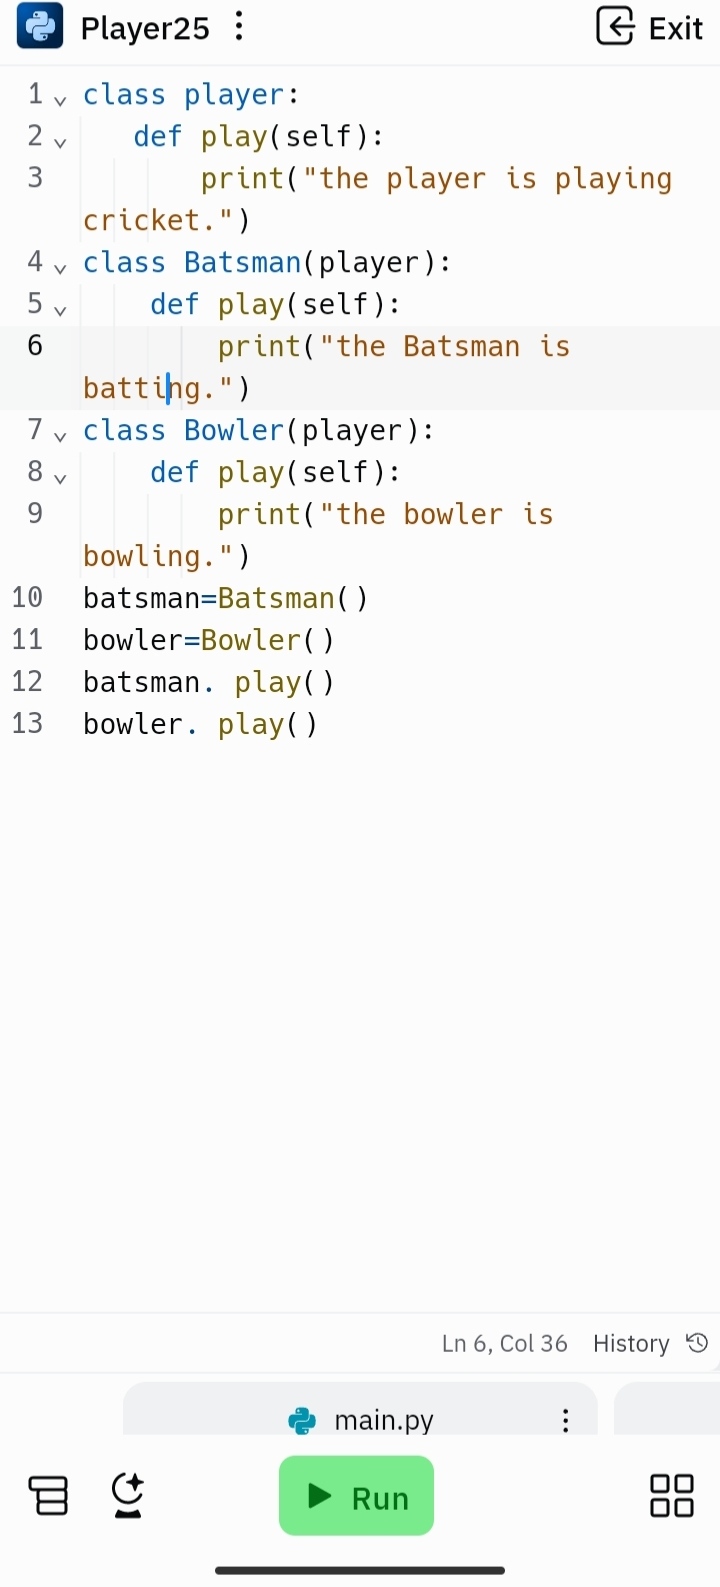 Player25
Exit
1 class player:
2    def play(self):
3        print("the player is playing
cricket.")
4 class Batsman(player):
5     def play(self):
6         print("the Batsman is
batting.")
7 class Bowler(player):
8     def play(self):
9         print("the bowler is
bowling.")
10 batsman=Batsman()
11 bowler=Bowler()
12 batsman. play()
13 bowler. play()
Ln 6, Col 36 History
main.py
Run